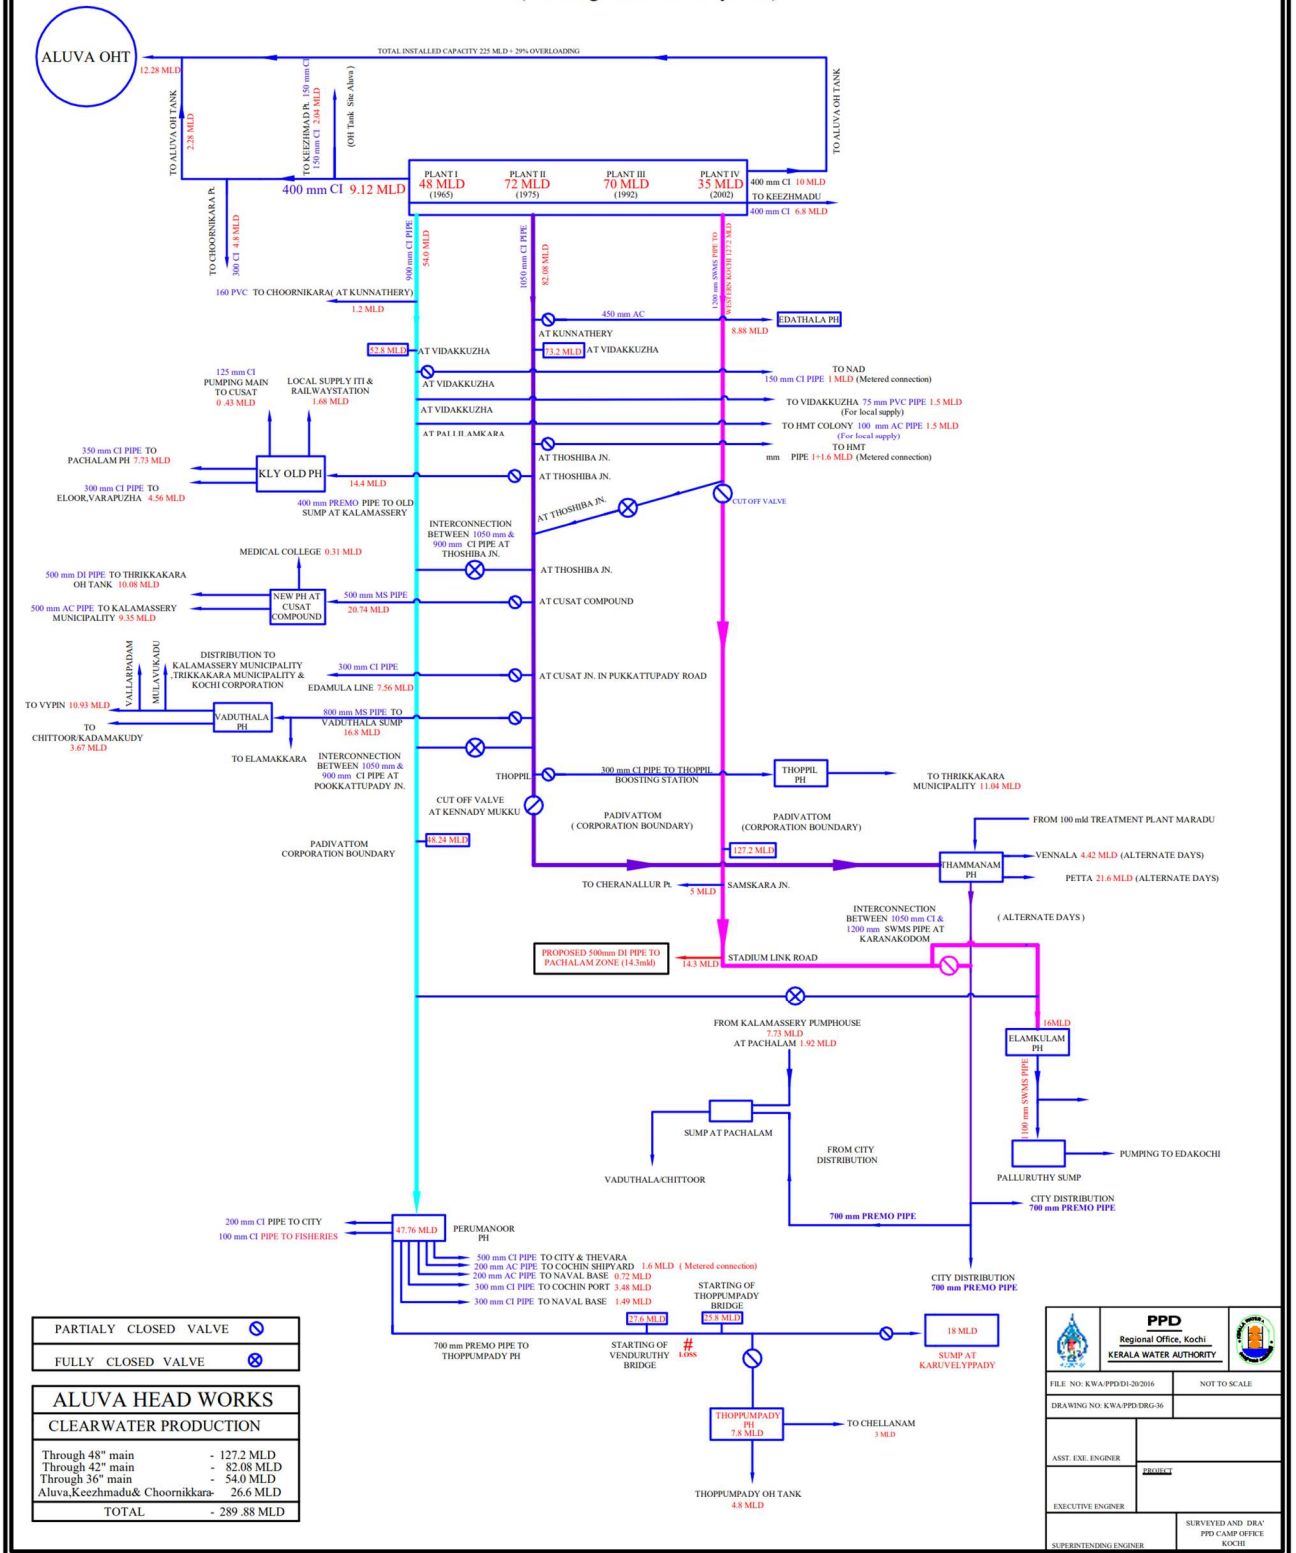 ALUVA OHT
12.28 MLD
TOTAL INSTALLED CAPACITY 225 MLD + 29% OVERLOADING
TO ALUVA OH TANK
2.28 MLD
TO KEEZHMAD Pt. 150 mm CI
150 mm CI 2.04 MLD
(OH Tank Site Aluva )
TO ALUVA OH TANK
400 mm CI 9.12 MLD
PLANT I
48 MLD
(1965)
PLANT II
72 MLD
(1975)
PLANT III
70 MLD
(1992)
PLANT IV
35 MLD
(2002)
400 mm CI 10 MLD
TO KEEZHMADU
400 mm CI 6.8 MLD
TO CHOORNIKARA Pt.
300 CI 4.8 MLD
900 mm CI PIPE
54.0 MLD
1050 mm CI PIPE
82.08 MLD
1200 mm SWMS PIPE TO
WESTERN KOCHI 127.2 MLD
160 PVC TO CHOORNIKARA( AT KUNNATHERY)
1.2 MLD
450 mm AC
EDATHALA PH
8.88 MLD
AT KUNNATHERY
52.8 MLD
AT VIDAKKUZHA
73.2 MLD
AT VIDAKKUZHA
TO NAD
150 mm CI PIPE 1 MLD (Metered connection)
AT VIDAKKUZHA
125 mm CI
PUMPING MAIN
TO CUSAT
0 .43 MLD
LOCAL SUPPLY ITI &
RAILWAYSTATION
1.68 MLD
TO VIDAKKUZHA 75 mm PVC PIPE 1.5 MLD
(For local supply)
AT VIDAKKUZHA
TO HMT COLONY 100 mm AC PIPE 1.5 MLD
(For local supply)
AT PALLILAMKARA
TO HMT
mm PIPE 1+1.6 MLD (Metered connection)
AT THOSHIBA JN.
350 mm CI PIPE TO
PACHALAM PH 7.73 MLD
KLY OLD PH
14.4 MLD
AT THOSHIBA JN.
300 mm CI PIPE TO
ELOOR,VARAPUZHA 4.56 MLD
400 mm PREMO PIPE TO OLD
SUMP AT KALAMASSERY
CUT OFF VALVE
AT THOSHIBA JN.
INTERCONNECTION
BETWEEN 1050 mm &
900 mm CI PIPE AT
THOSHIBA JN.
AT THOSHIBA JN.
MEDICAL COLLEGE 0.31 MLD
500 mm DI PIPE TO THRIKKAKARA
OH TANK 10.08 MLD
500 mm AC PIPE TO KALAMASSERY
MUNICIPALITY 9.35 MLD
NEW PH AT
CUSAT
COMPOUND
500 mm MS PIPE
20.74 MLD
AT CUSAT COMPOUND
VALLARPADAM
MULAVUKADU
DISTRIBUTION TO
KALAMASSERY MUNICIPALITY
,TRIKKAKARA MUNICIPALITY &
KOCHI CORPORATION
300 mm CI PIPE
EDAMULA LINE 7.56 MLD
AT CUSAT JN. IN PUKKATTUPADY ROAD
TO VYPIN 10.93 MLD
TO
CHITTOOR/KADAMAKUDY
3.67 MLD
VADUTHALA
PH
800 mm MS PIPE TO
VADUTHALA SUMP
16.8 MLD
TO ELAMAKKARA
INTERCONNECTION
BETWEEN 1050 mm &
900 mm CI PIPE AT
POOKKATTUPADY JN.
THOPPIL
300 mm CI PIPE TO THOPPIL
BOOSTING STATION
THOPPIL
PH
TO THRIKKAKARA
MUNICIPALITY 11.04 MLD
CUT OFF VALVE
AT KENNADY MUKKU
PADIVATTOM
( CORPORATION BOUNDARY)
PADIVATTOM
(CORPORATION BOUNDARY)
FROM 100 mld TREATMENT PLANT MARADU
PADIVATTOM
CORPORATION BOUNDARY
48.24 MLD
127.2 MLD
THAMMANAM
PH
VENNALA 4.42 MLD (ALTERNATE DAYS)
PETTA 21.6 MLD (ALTERNATE DAYS)
TO CHERANALLUR Pt.
5 MLD
SAMSKARA JN.
INTERCONNECTION
BETWEEN 1050 mm CI &
1200 mm SWMS PIPE AT
KARANAKODOM
( ALTERNATE DAYS )
PROPOSED 500mm DI PIPE TO
PACHALAM ZONE (14.3mld)
14.3 MLD
STADIUM LINK ROAD
FROM KALAMASSERY PUMPHOUSE
7.73 MLD
AT PACHALAM 1.92 MLD
16MLD
ELAMKULAM
PH
1100 mm SWMS PIPE
SUMP AT PACHALAM
FROM CITY
DISTRIBUTION
VADUTHALA/CHITTOOR
PUMPING TO EDAKOCHI
PALLURUTHY SUMP
CITY DISTRIBUTION
700 mm PREMO PIPE
700 mm PREMO PIPE
200 mm CI PIPE TO CITY
100 mm CI PIPE TO FISHERIES
47.76 MLD
PERUMANOOR
PH
500 mm CI PIPE TO CITY & THEVARA
200 mm AC PIPE TO COCHIN SHIPYARD 1.6 MLD ( Metered connection)
200 mm AC PIPE TO NAVAL BASE 0.72 MLD
300 mm CI PIPE TO COCHIN PORT 3.48 MLD
300 mm CI PIPE TO NAVAL BASE 1.49 MLD
CITY DISTRIBUTION
700 mm PREMO PIPE
STARTING OF
THOPPUMPADY
BRIDGE
27.6 MLD
25.8 MLD
700 mm PREMO PIPE TO
THOPPUMPADY PH
STARTING OF
VENDURUTHY
BRIDGE
#
LOSS
18 MLD
SUMP AT
KARUVELYPPADY
THOPPUMPADY
PH
7.8 MLD
TO CHELLANAM
3 MLD
THOPPUMPADY OH TANK
4.8 MLD
PARTIALY CLOSED VALVE
FULLY CLOSED VALVE
ALUVA HEAD WORKS
CLEARWATER PRODUCTION
Through 48" main - 127.2 MLD
Through 42" main - 82.08 MLD
Through 36" main - 54.0 MLD
Aluva,Keezhmadu& Choornikkara- 26.6 MLD
TOTAL - 289 .88 MLD
PPD
Regional Office, Kochi
KERALA WATER AUTHORITY
FILE NO: KWA/PPD/D1-20/2016
NOT TO SCALE
DRAWING NO: KWA/PPD/DRG-36
ASST. EXE. ENGINER
PROJECT
EXECUTIVE ENGINER
SUPERINTENDING ENGINER
SURVEYED AND DRA
PPD CAMP OFFICE
KOCHI